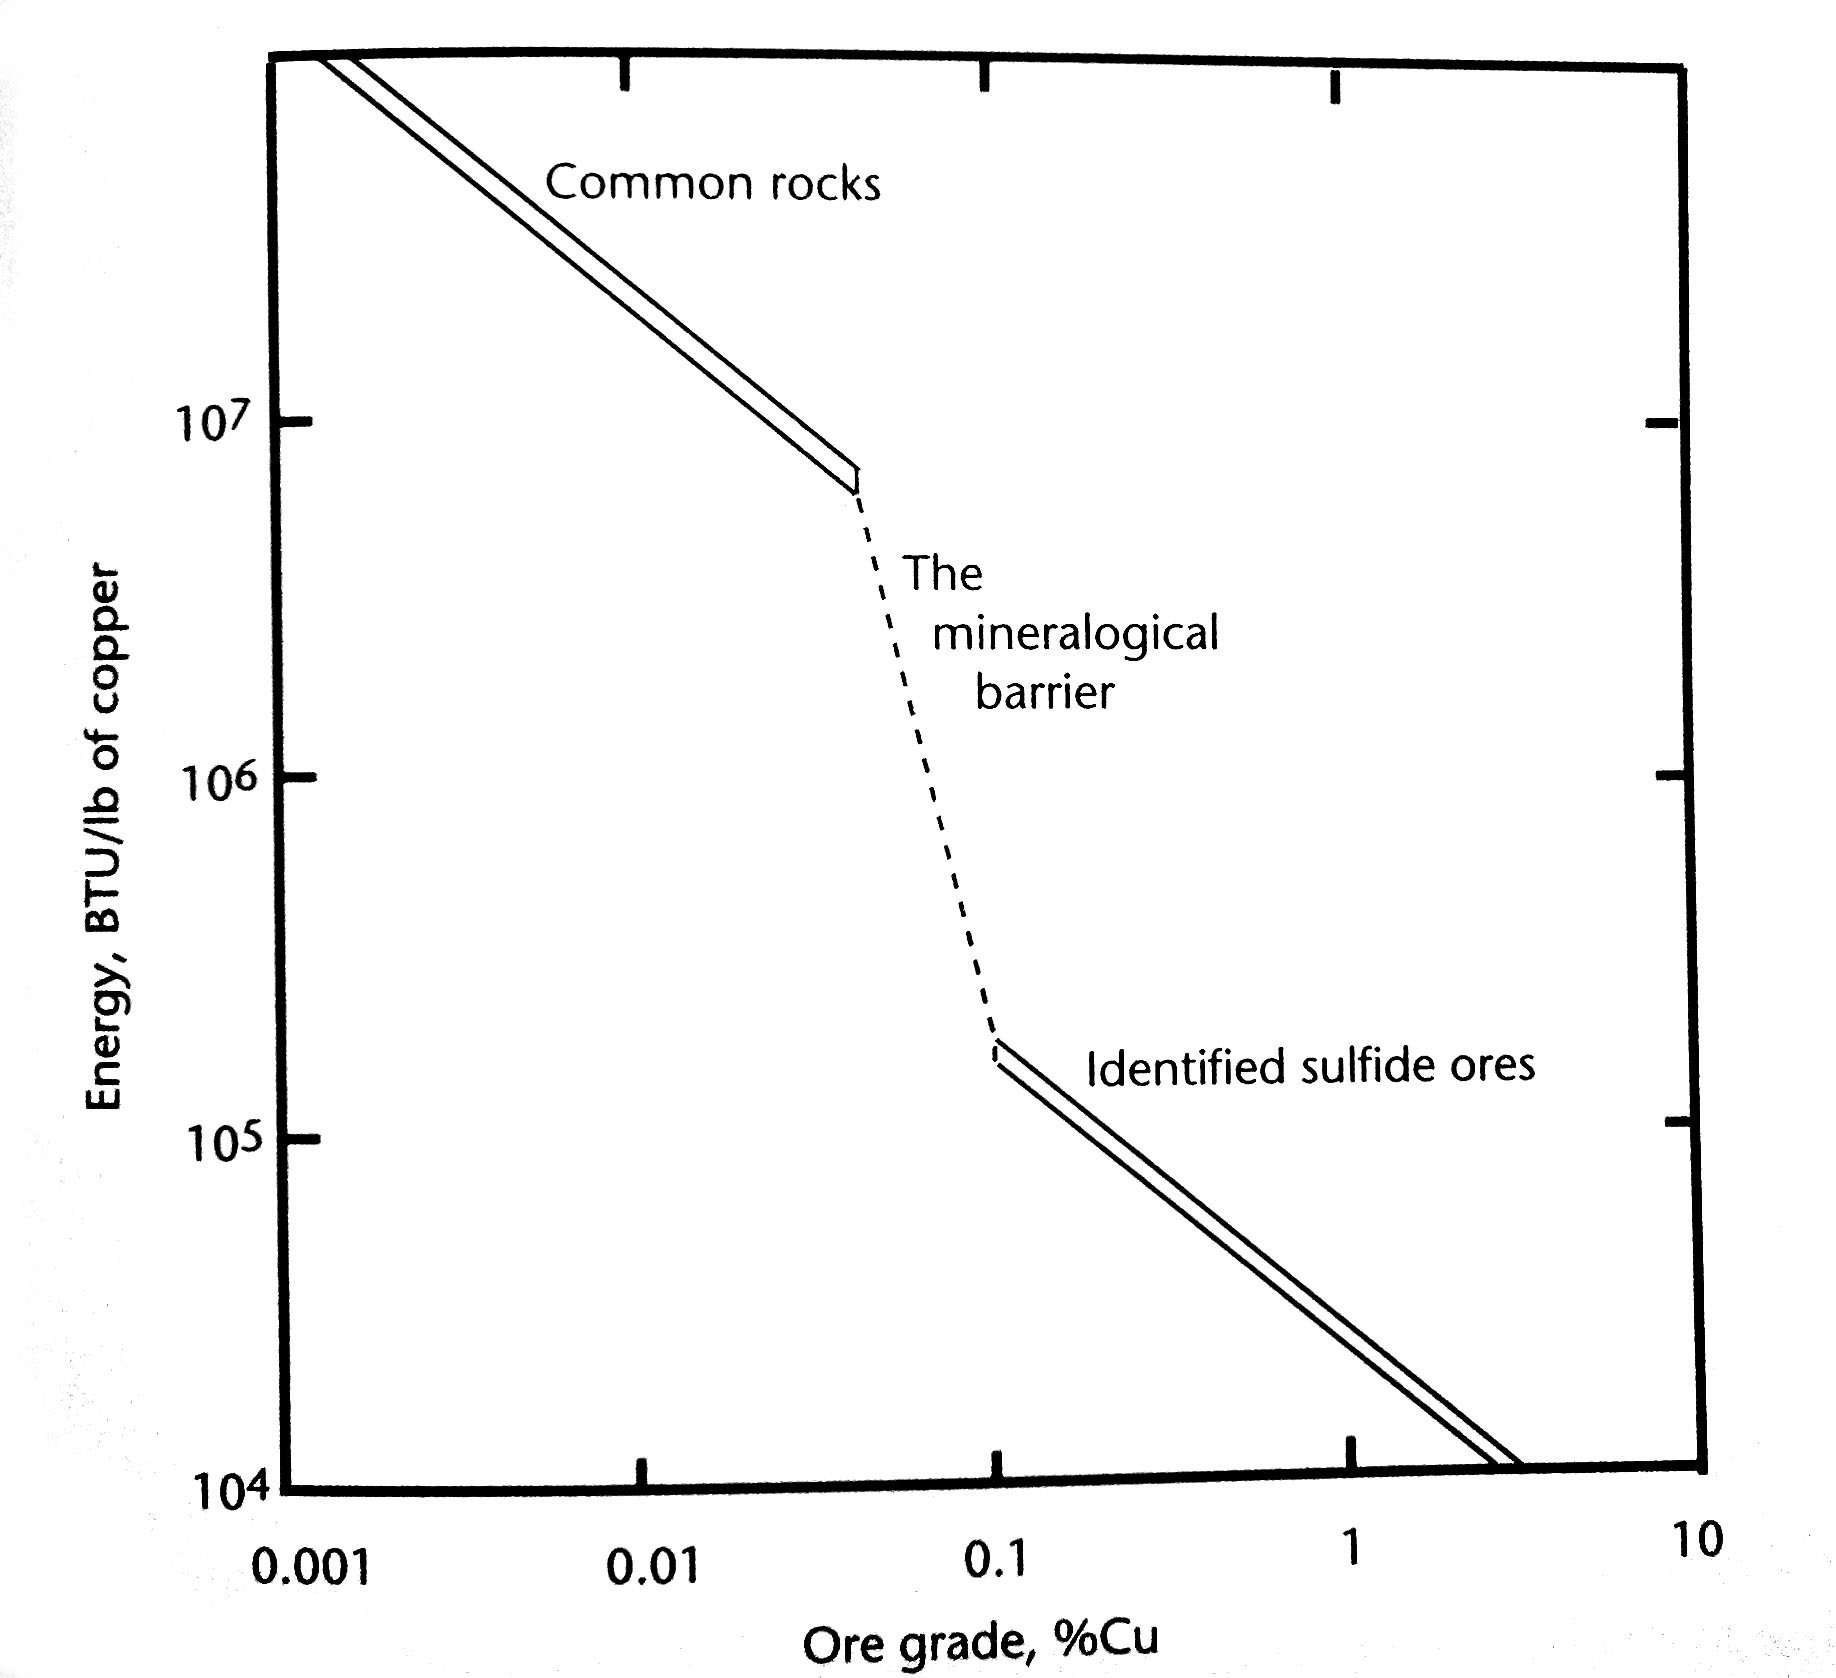 Common rocks
10⁷
The
mineralogical
barrier
10⁶
Energy, BTU/lb of copper
Identified sulfide ores
10⁵
10⁴
0.001
0.01
0.1
1
10
Ore grade, %Cu